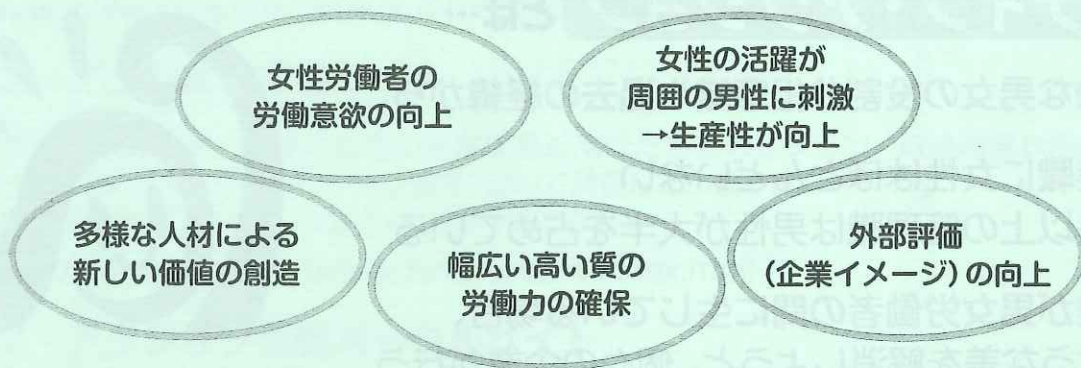 女性労働者の
労働意欲の向上
女性の活躍が
周囲の男性に刺激
→生産性が向上
多様な人材による
新しい価値の創造
幅広い高い質の
労働力の確保
外部評価
(企業イメージ)の向上